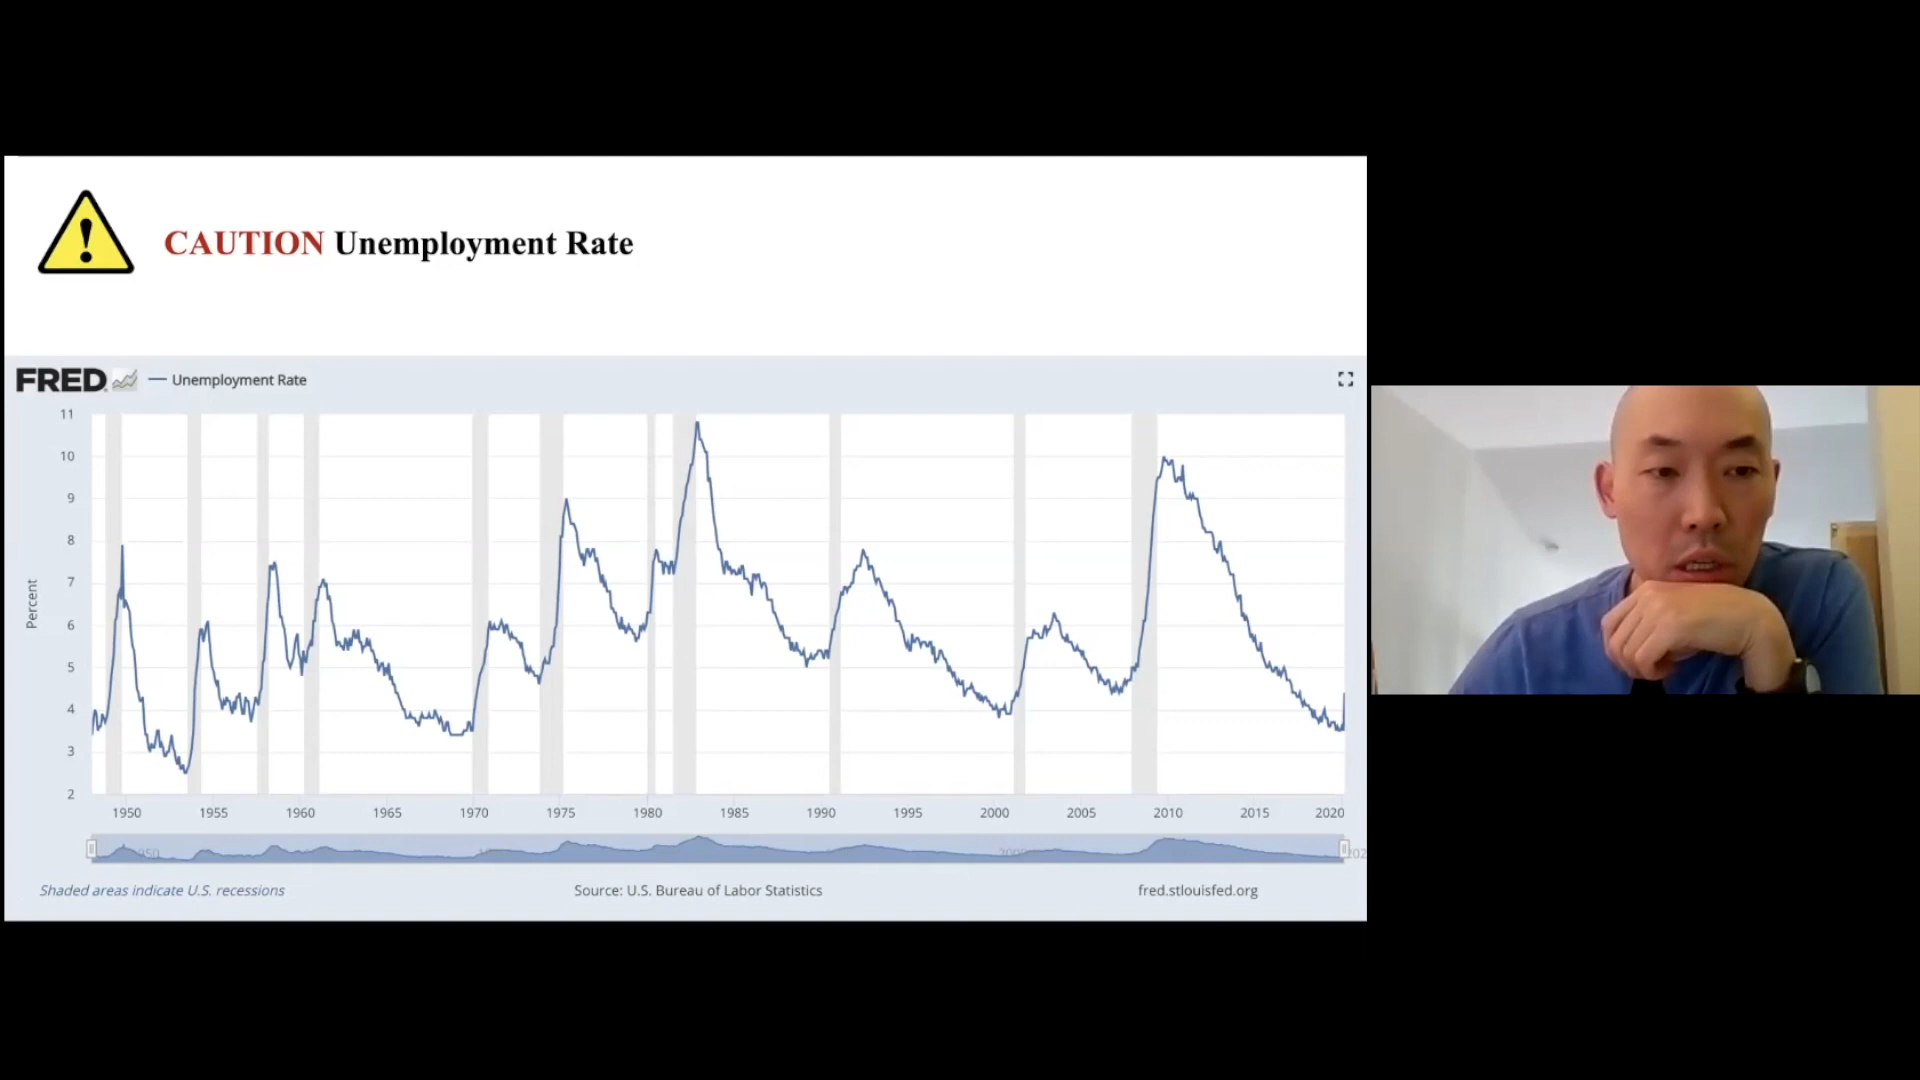 CAUTION Unemployment Rate
FRED — Unemployment Rate
11
10
9
8
7
6
5
4
3
2
Percent
1950 1955 1960 1965 1970 1975 1980 1985 1990 1995 2000 2005 2010 2015 2020
Shaded areas indicate U.S. recessions
Source: U.S. Bureau of Labor Statistics
fred.stlouisfed.org